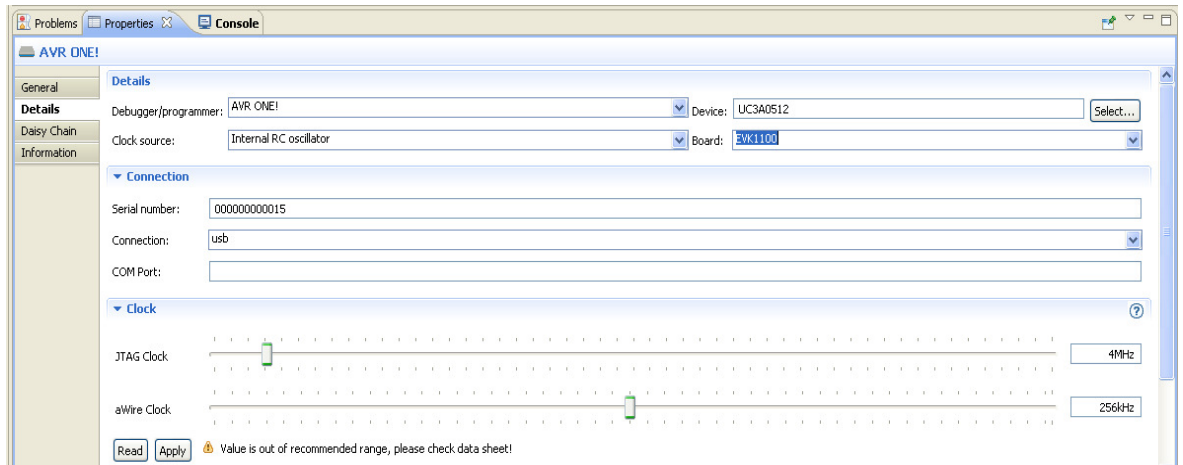 Problems Properties Console
AVR ONE!
General
Details
Daisy Chain
Information
Details
Debugger/programmer: AVR ONE! Device: UC3A0512 Select...
Clock source: Internal RC oscillator Board: EVK1100
Connection
Serial number: 000000000015
Connection: usb
COM Port:
Clock
JTAG Clock 4MHz
aWire Clock 256kHz
Read Apply Value is out of recommended range, please check data sheet!